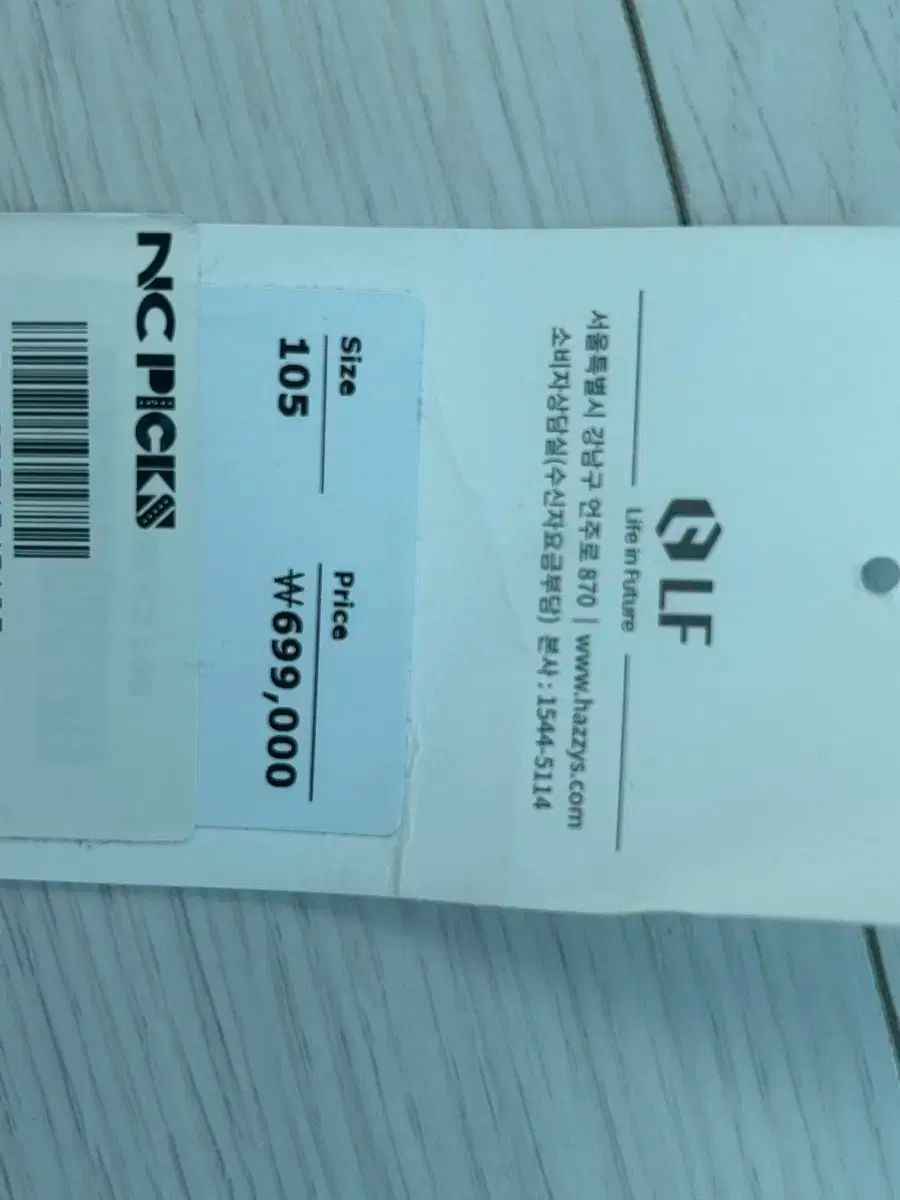 LF
Life in Future
서울특별시 강남구 언주로 870 | www.hazzys.com
소비자상담실(수신자요금부담) 본사 : 1544-5114
Size
105
Price
₩699,000
NC PICKS